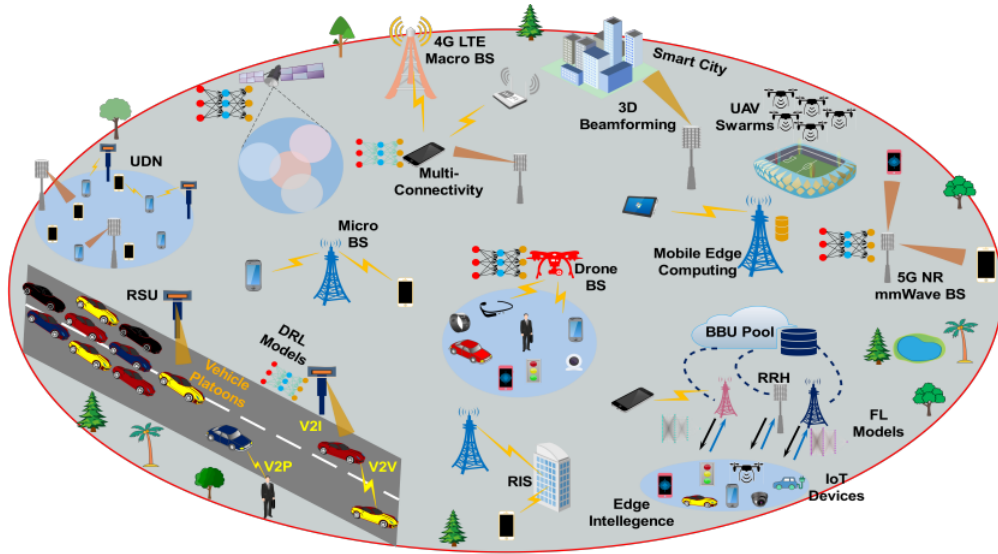 4G LTE
Macro BS
Smart City
3D
Beamforming
UAV
Swarms
UDN
Multi-
Connectivity
Micro
BS
Mobile Edge
Computing
Drone
BS
5G NR
mmWave BS
RSU
DRL
Models
Vehicle
Platoons
BBU Pool
RRH
FL
Models
V2I
V2V
V2P
RIS
IoT
Devices
Edge
Intellegence